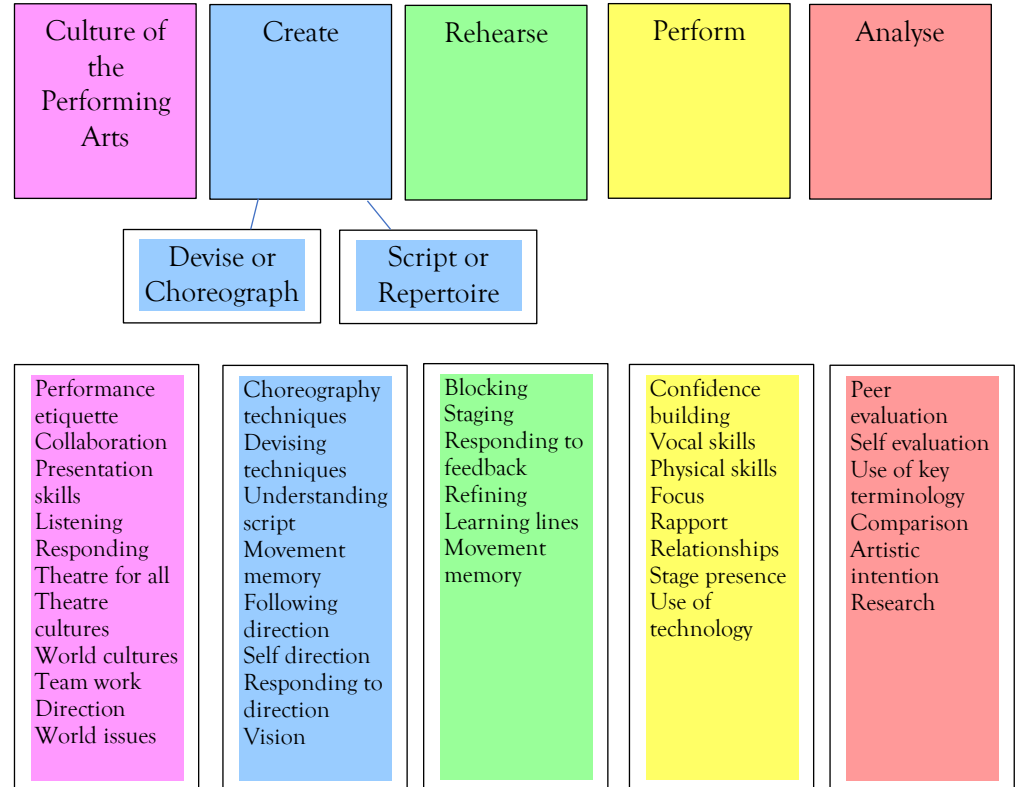 Culture of
the
Performing
Arts
Create
Rehearse
Perform
Analyse
Devise or
Choreograph
Script or
Repertoire
Performance
etiquette
Collaboration
Presentation
skills
Listening
Responding
Theatre for all
Theatre
cultures
World cultures
Team work
Direction
World issues
Choreography
techniques
Devising
techniques
Understanding
script
Movement
memory
Following
direction
Self direction
Responding to
direction
Vision
Blocking
Staging
Responding to
feedback
Refining
Learning lines
Movement
memory
Confidence
building
Vocal skills
Physical skills
Focus
Rapport
Relationships
Stage presence
Use of
technology
Peer
evaluation
Self evaluation
Use of key
terminology
Comparison
Artistic
intention
Research